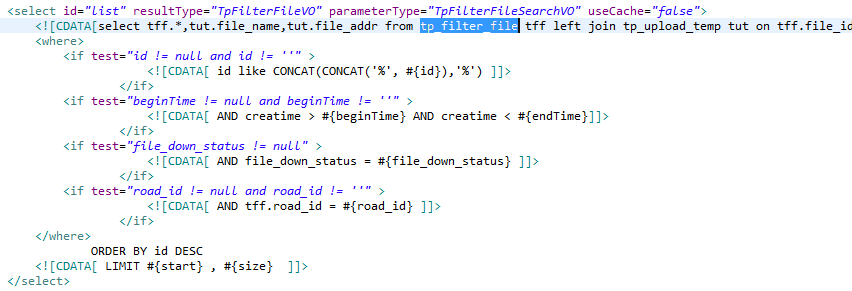 <select id="list" resultType="TpFilterFileVO" parameterType="TpFilterFileSearchVO" useCache="false">
<![CDATA[select tff.*,tut.file_name,tut.file_addr from tp_filter_file tff left join tp_upload_temp tut on tff.file_id
<where>
<if test="id != null and id != ''" >
<![CDATA[ id like CONCAT(CONCAT('%', #{id}),'%') ]]>
</if>
<if test="beginTime != null and beginTime != ''" >
<![CDATA[ AND creatime > #{beginTime} AND creatime < #{endTime}]]>
</if>
<if test="file_down_status != null" >
<![CDATA[ AND file_down_status = #{file_down_status} ]]>
</if>
<if test="road_id != null and road_id != ''" >
<![CDATA[ AND tff.road_id = #{road_id} ]]>
</if>
</where>
ORDER BY id DESC
<![CDATA[ LIMIT #{start} , #{size}  ]]>
</select>